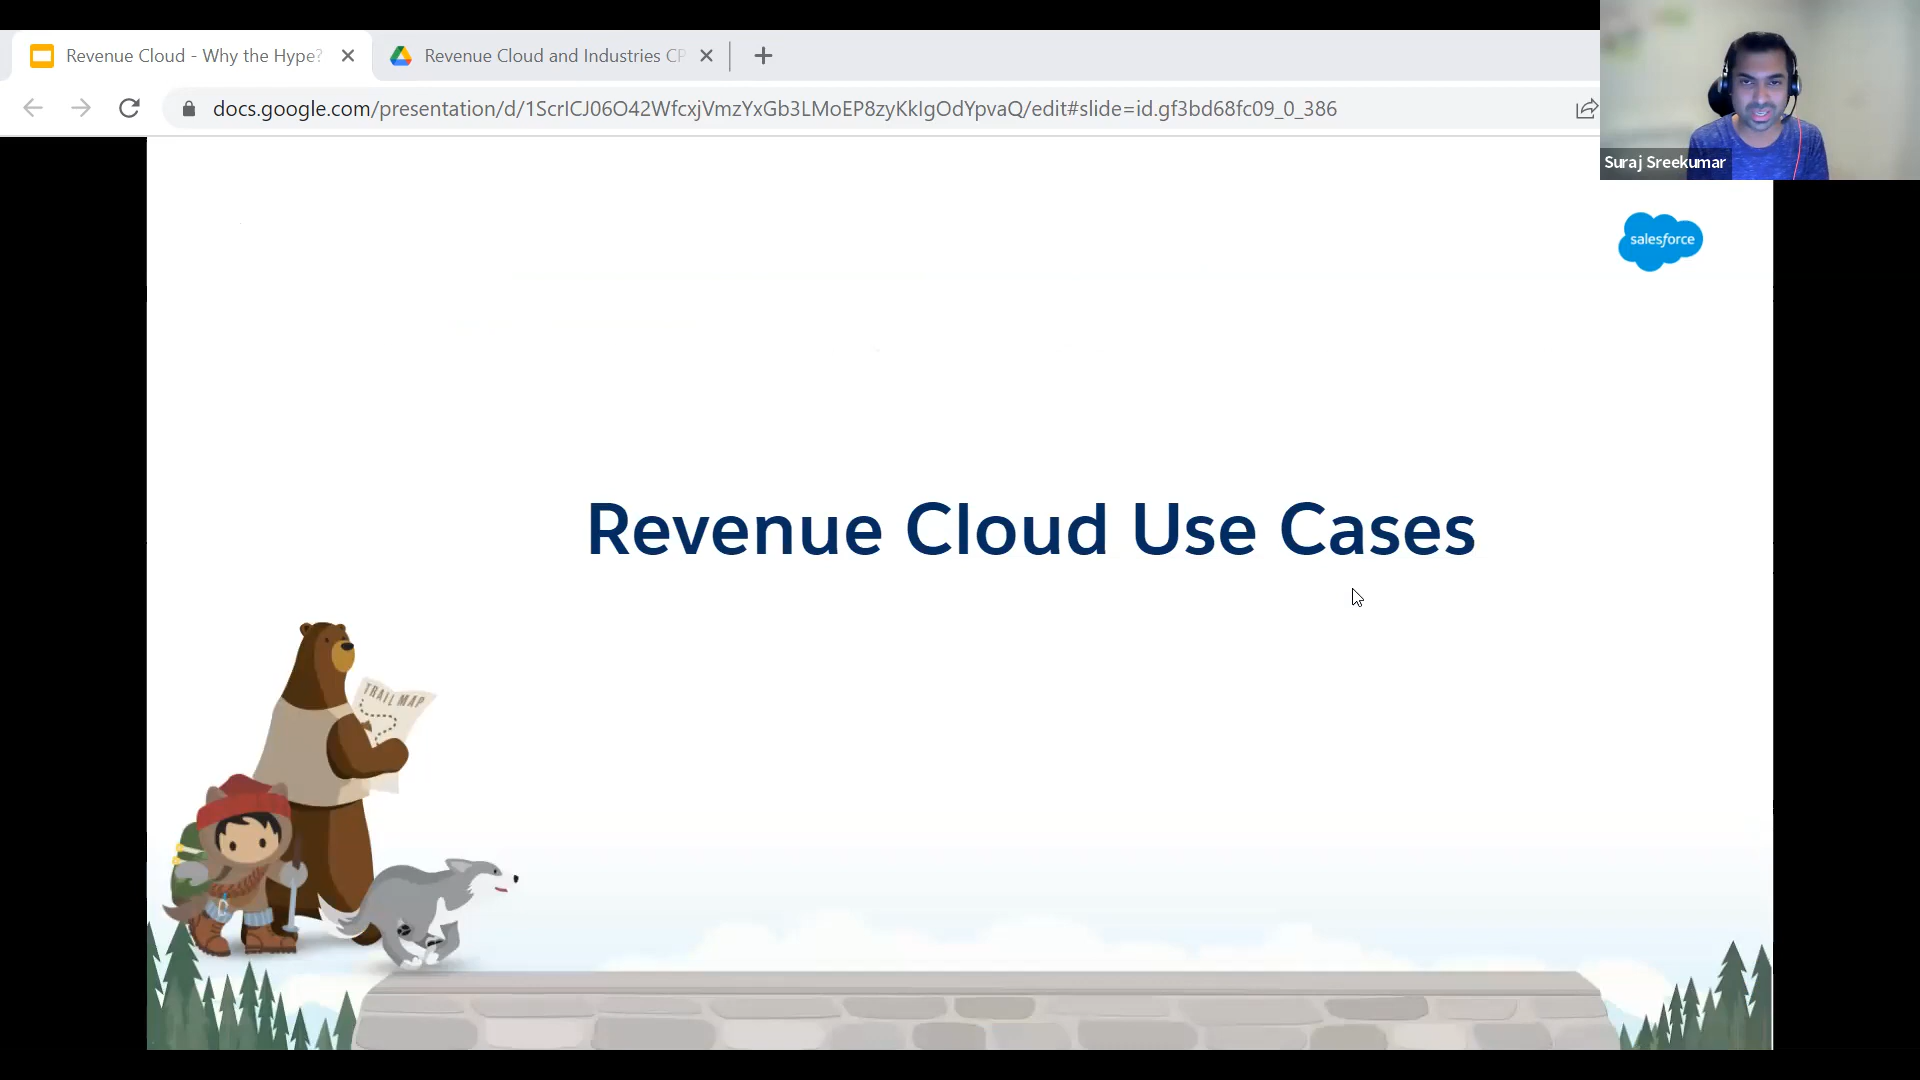 Revenue Cloud - Why the Hype?
Revenue Cloud and Industries CP
docs.google.com/presentation/d/1ScrICJ06O42WfcxjVmzYxGb3LMoEP8zyKkIgOdYpvaQ/edit#slide=id.gf3bd68fc09_0_386
Suraj Sreekumar
salesforce
Revenue Cloud Use Cases
TRAIL MAP